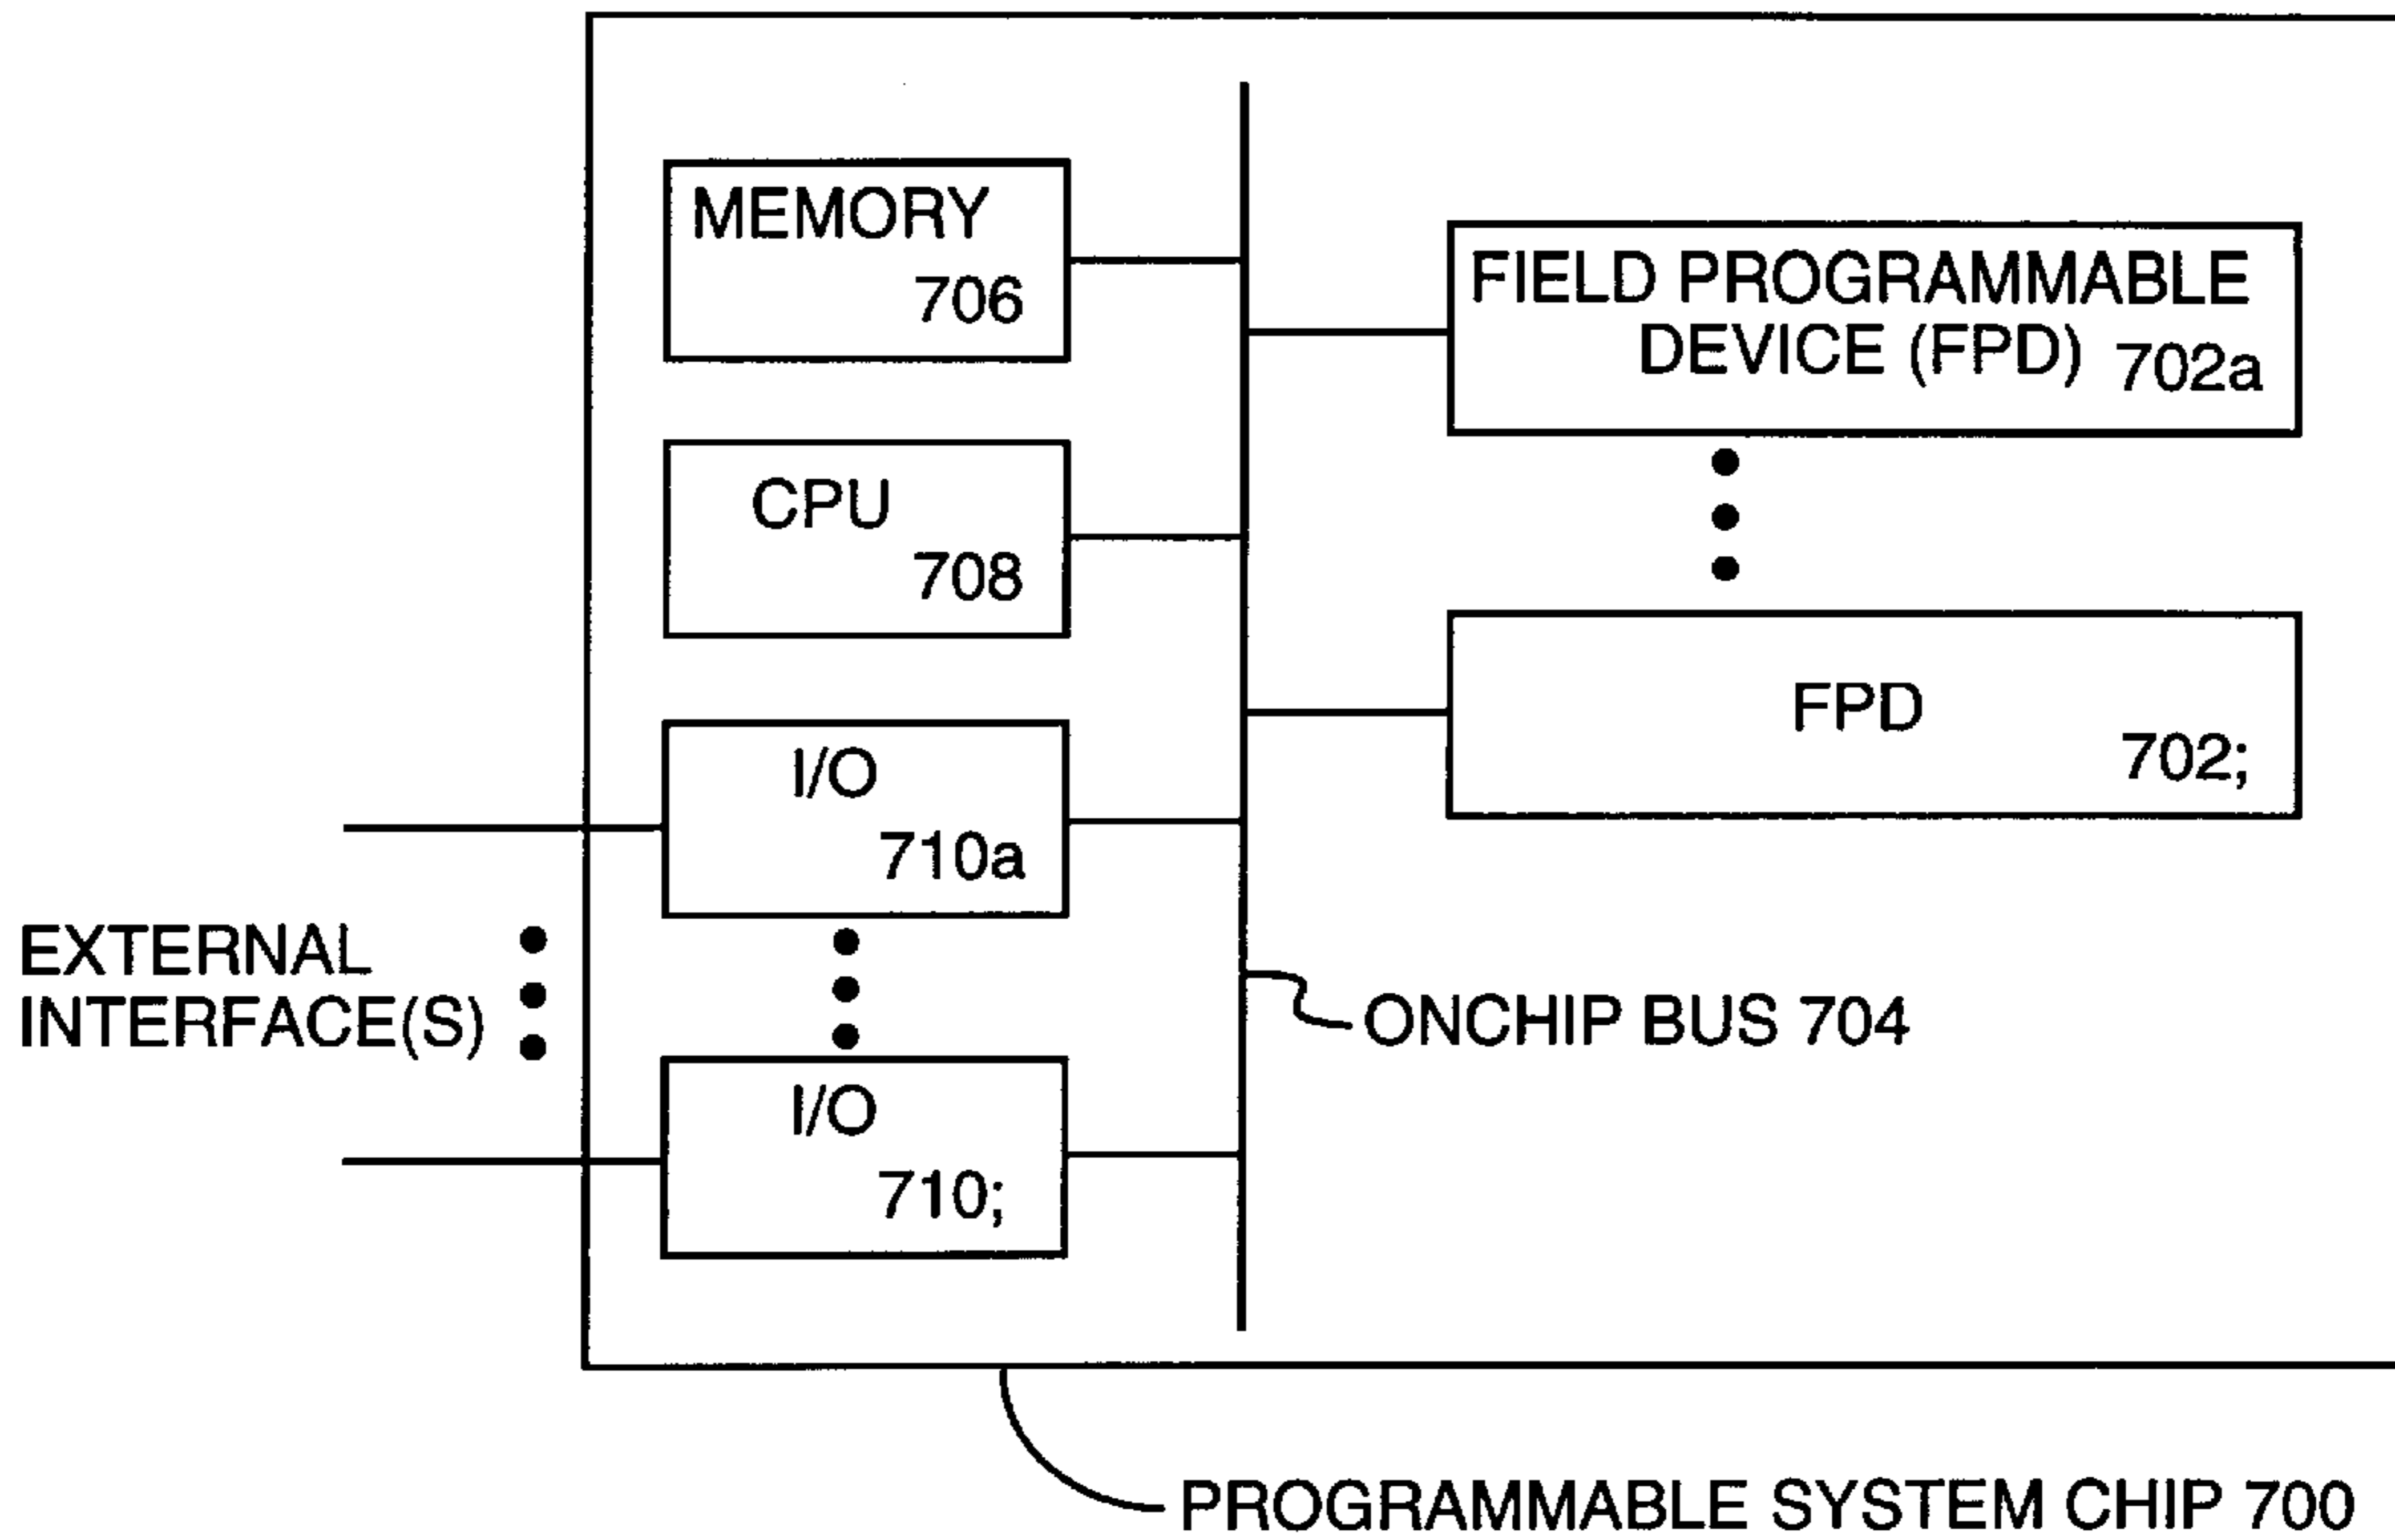 MEMORY
706
FIELD PROGRAMMABLE
DEVICE (FPD) 702a
CPU
708
FPD
702;
I/O
710a
EXTERNAL
INTERFACE(S)
ONCHIP BUS 704
I/O
710;
PROGRAMMABLE SYSTEM CHIP 700